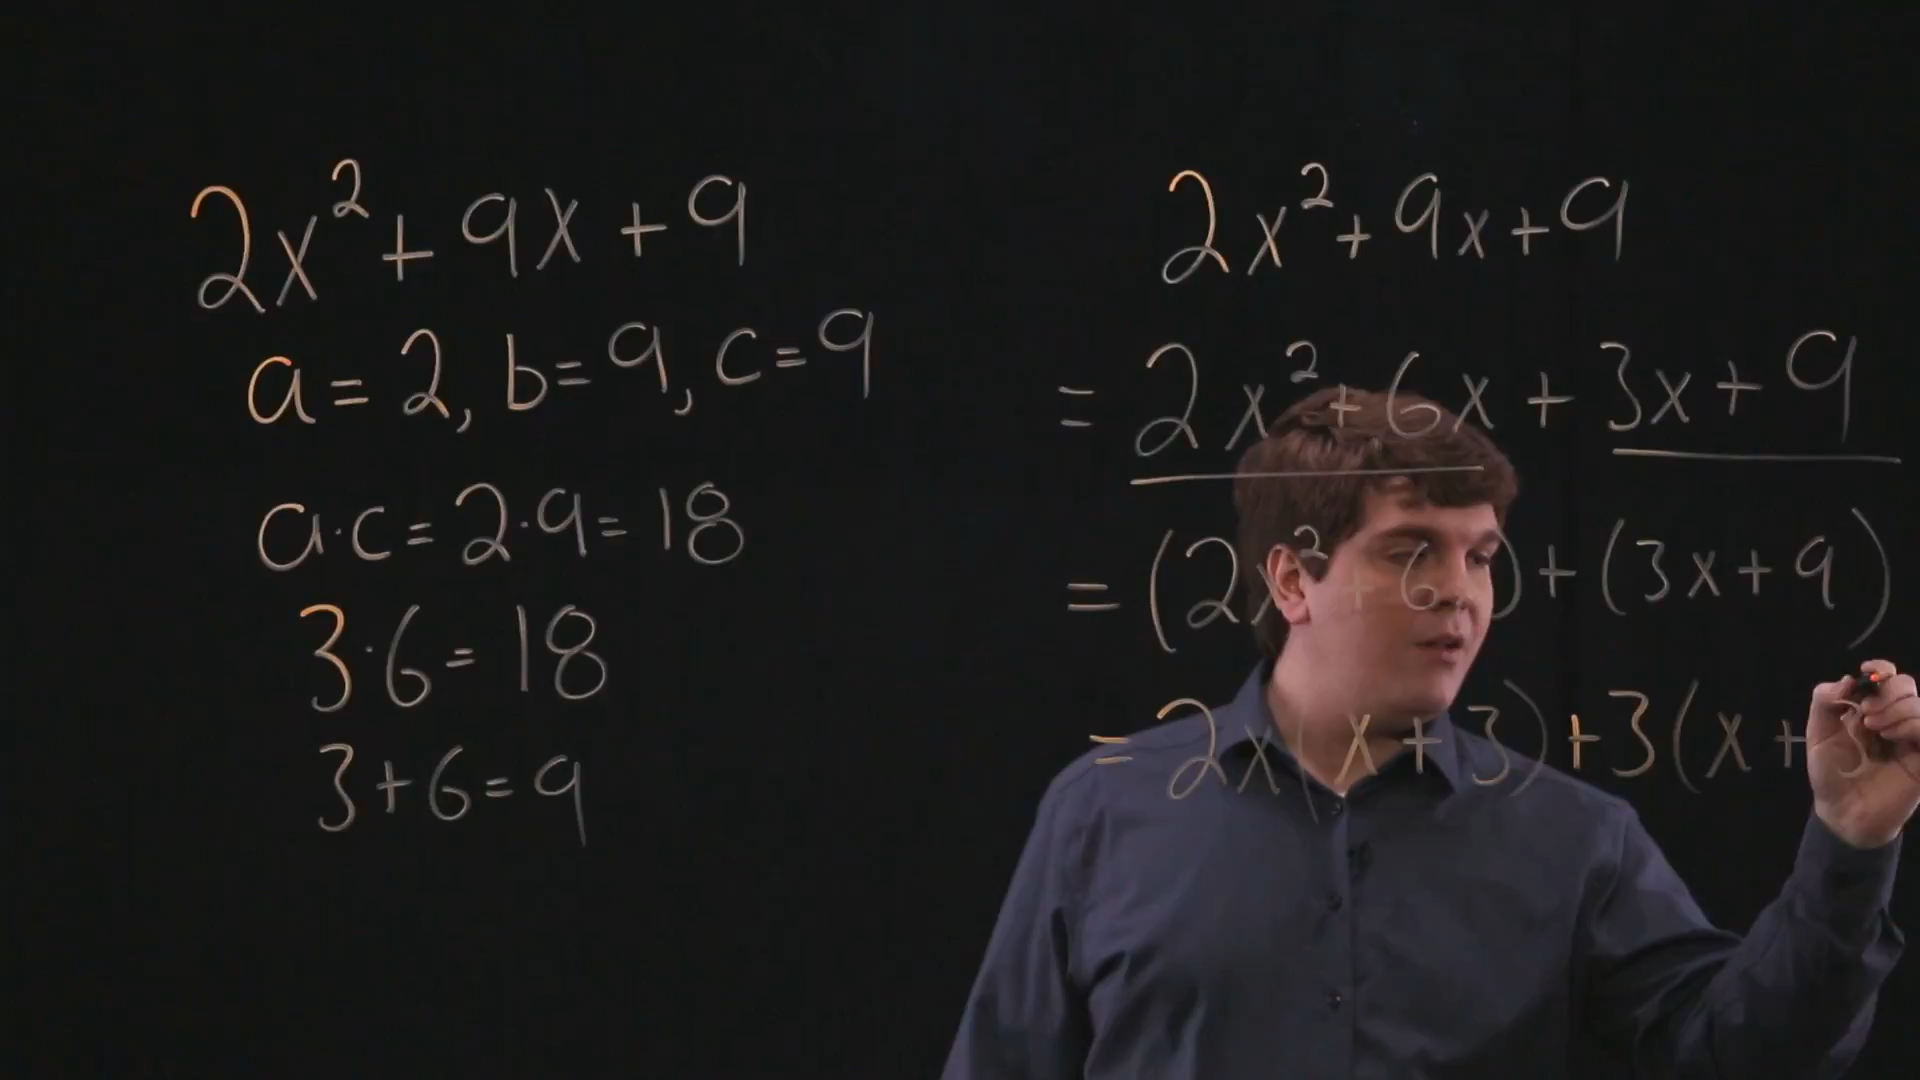 2x² + 9x + 9
a = 2, b = 9, c = 9
a·c = 2·9 = 18
3·6 = 18
3 + 6 = 9
2x² + 9x + 9
= 2x² + 6x + 3x + 9
= (2x² + 6x) + (3x + 9)
= 2x(x + 3) + 3(x + 3